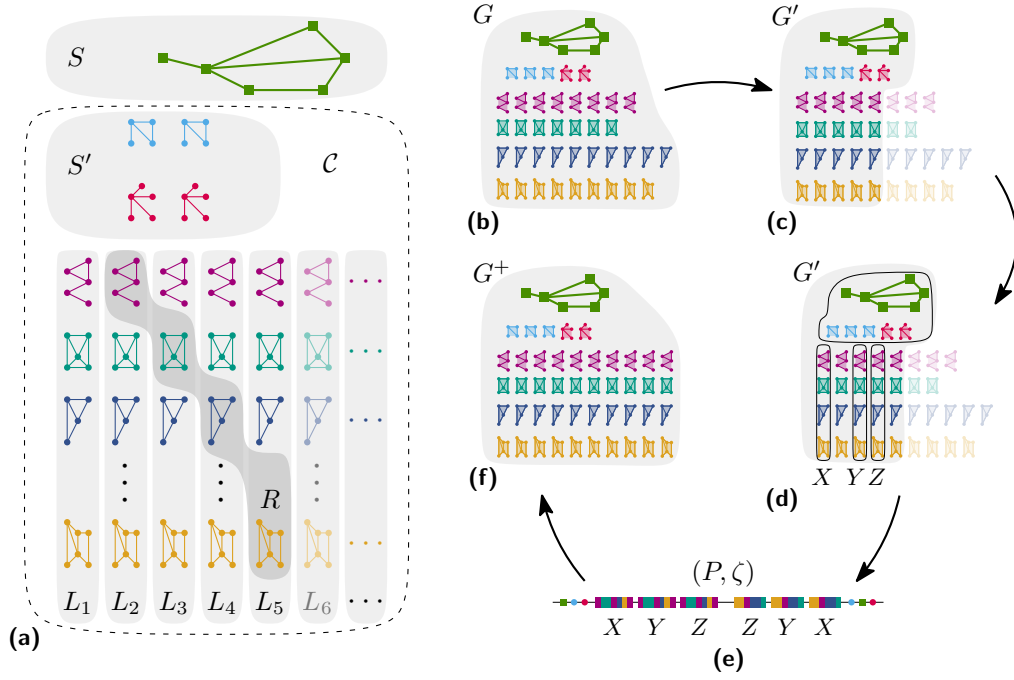 S
S′
𝒞
R
L₁ L₂ L₃ L₄ L₅ L₆
(a)
G
(b)
G′
(c)
G⁺
(f)
G′
X Y Z
(d)
(P, ζ)
X Y Z Z Y X
(e)